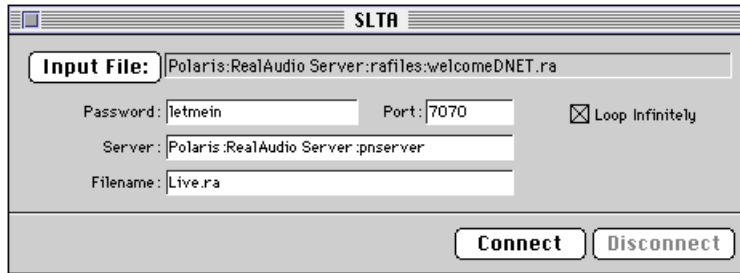 SLTA
Input File: Polaris:RealAudio Server:rafiles:welcomeDNET.ra
Password: letmein Port: 7070 Loop Infinitely
Server: Polaris:RealAudio Server:pnserver
Filename: Live.ra
Connect Disconnect